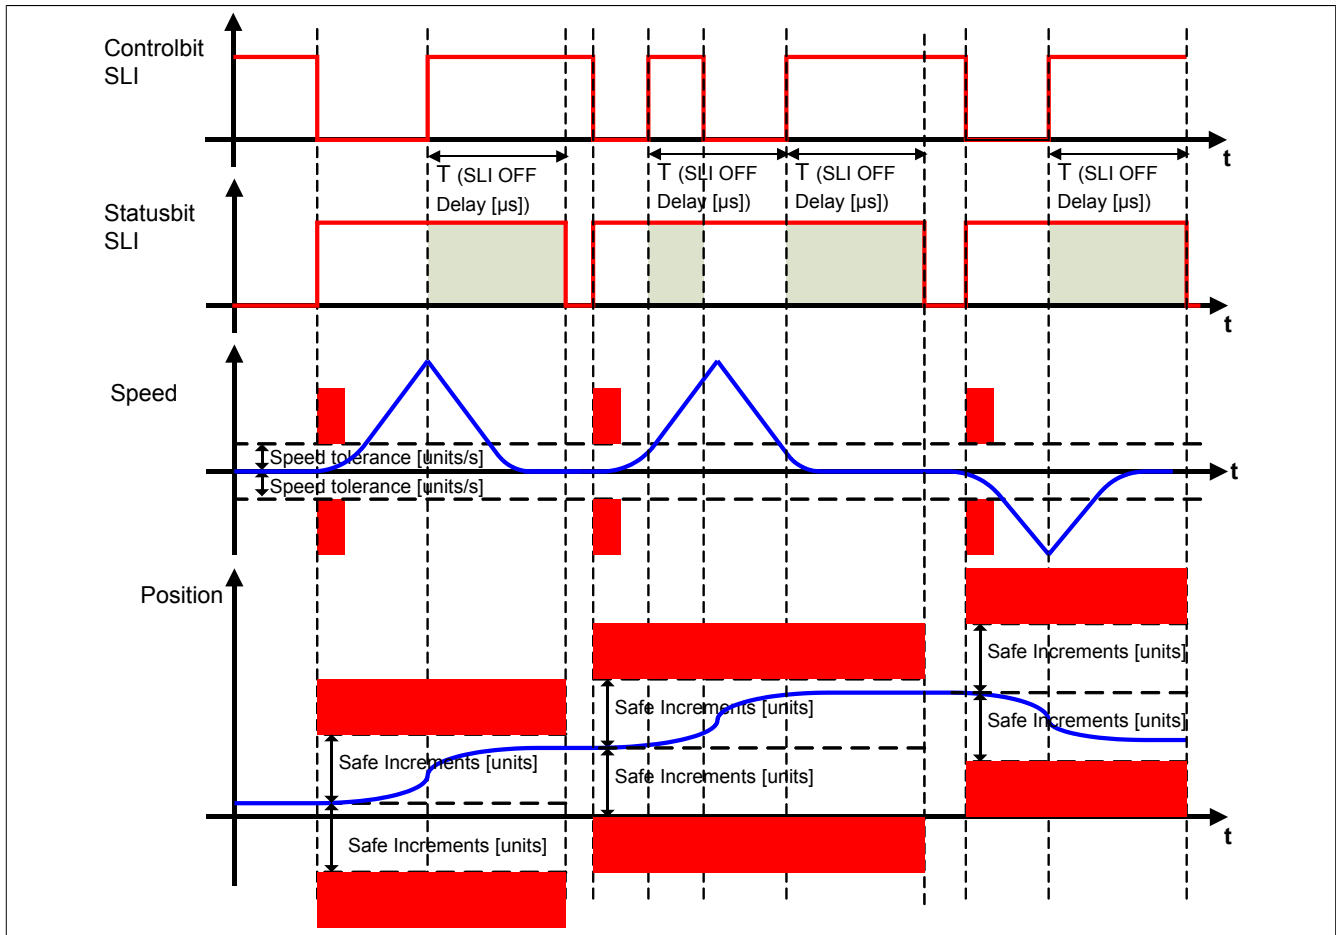 Controlbit
SLI
t
T (SLI OFF
Delay [µs])
T (SLI OFF
Delay [µs])
T (SLI OFF
Delay [µs])
T (SLI OFF
Delay [µs])
Statusbit
SLI
t
Speed
Speed tolerance [units/s]
Speed tolerance [units/s]
t
Position
Safe Increments [units]
Safe Increments [units]
Safe Increments [units]
Safe Increments [units]
Safe Increments [units]
Safe Increments [units]
t